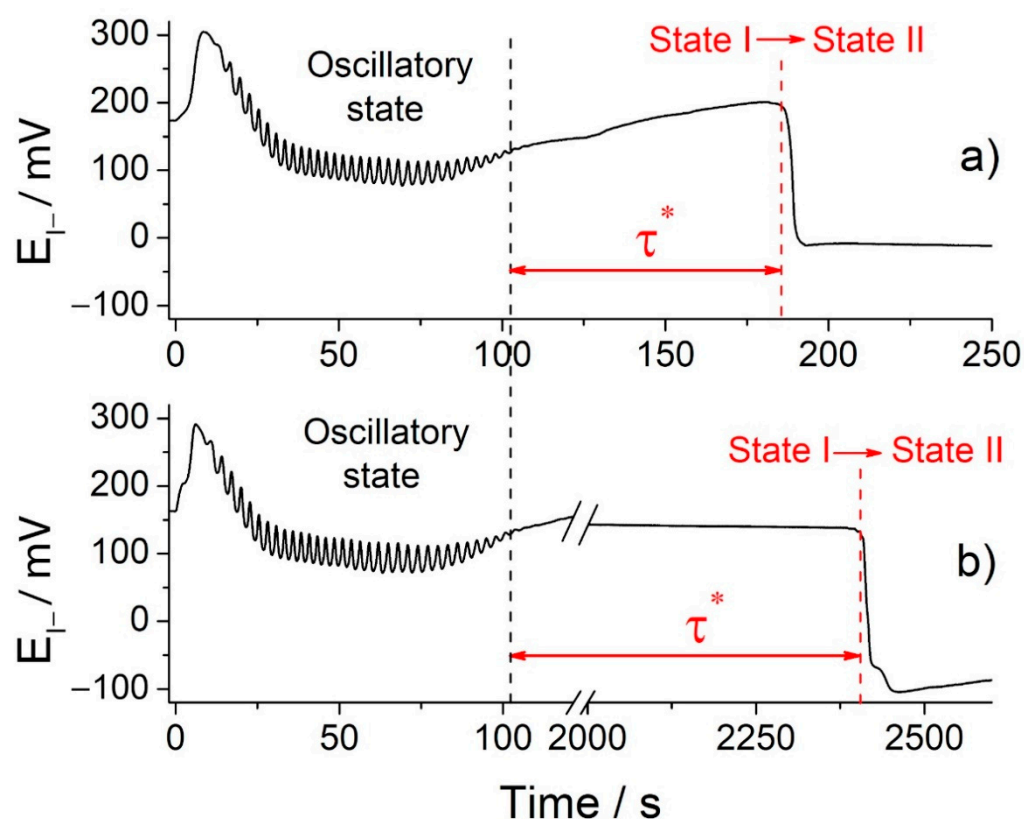 300
200
100
0
−100
E_I– / mV
Oscillatory
state
State I → State II
τ*
a)
0 50 100 150 200 250
300
200
100
0
−100
E_I– / mV
Oscillatory
state
State I → State II
τ*
b)
0 50 100 2000 2250 2500
Time / s